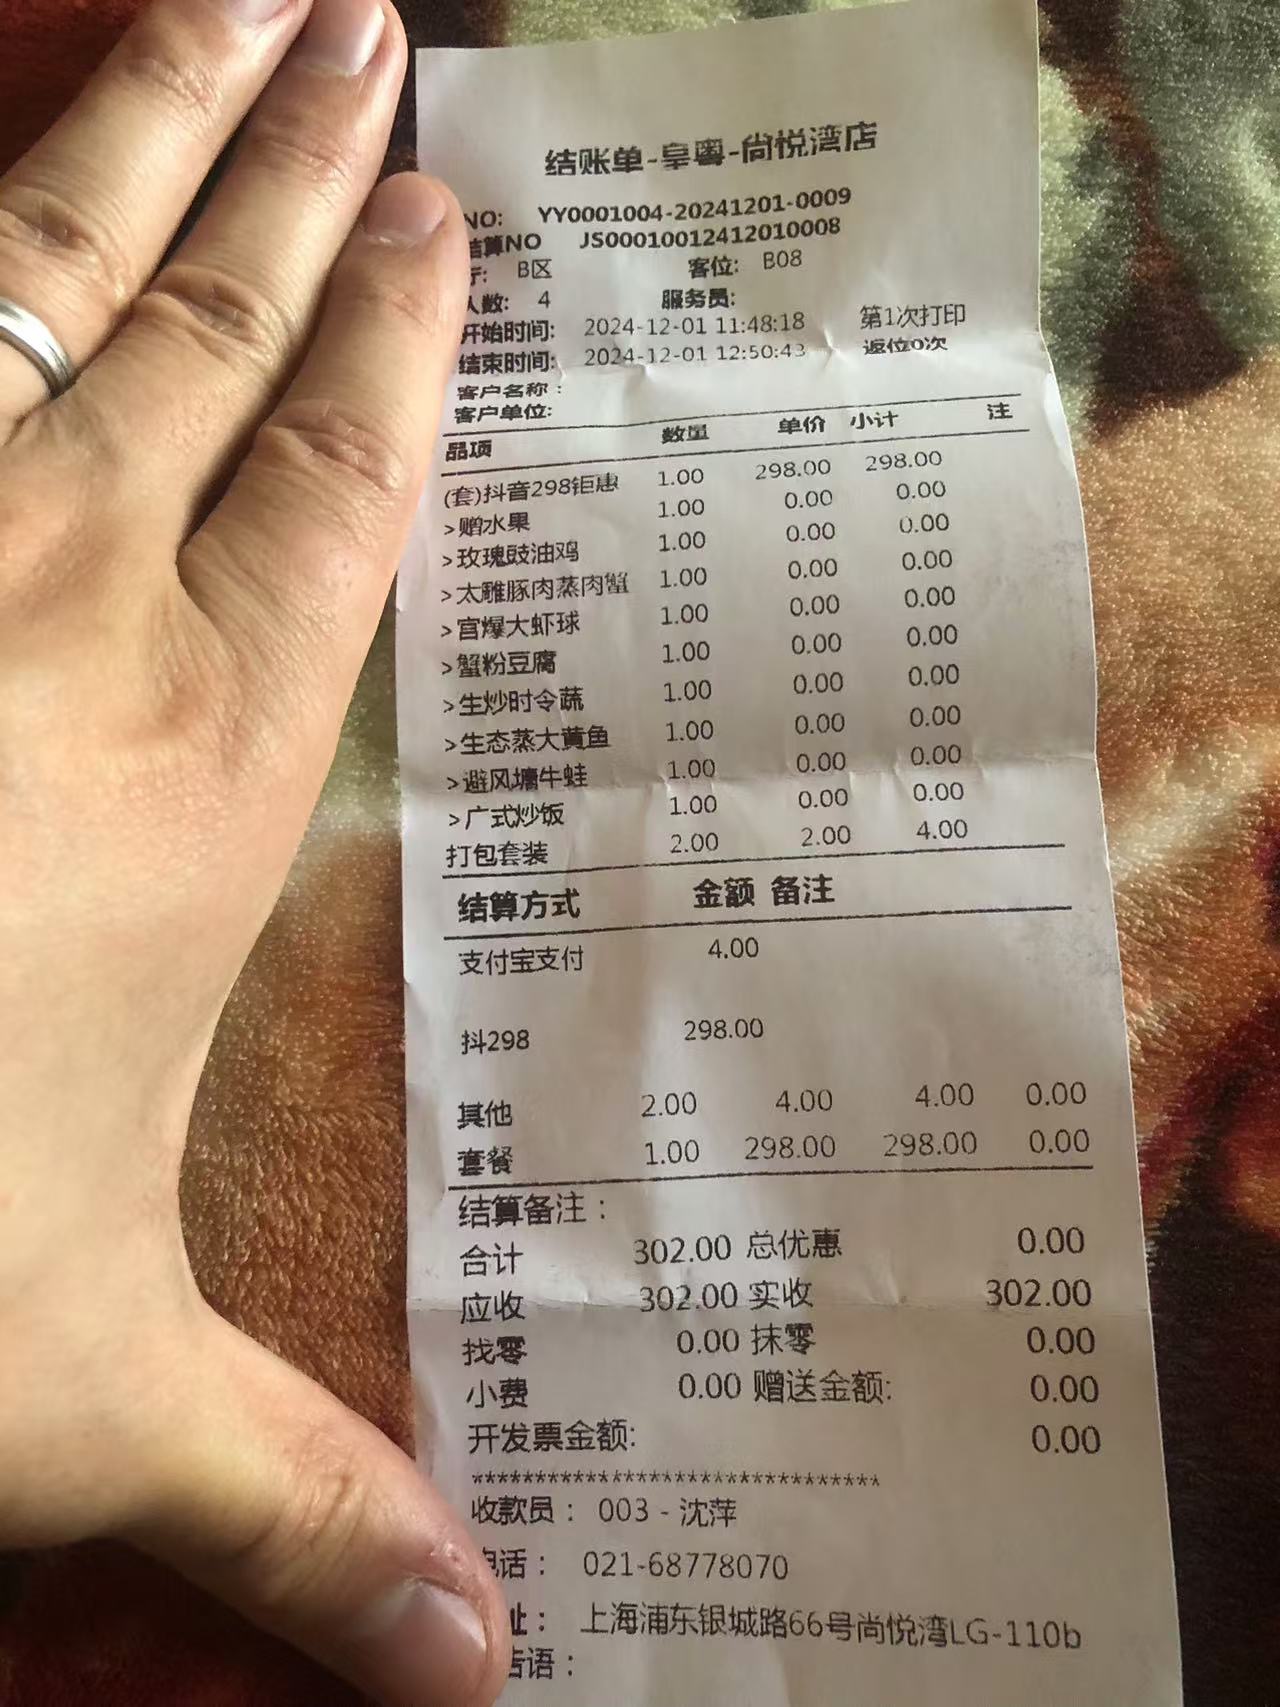 结账单-皇粤-尚悦湾店
NO: YY0001004-20241201-0009
结算NO JS00010012412010008
厅: B区 客位: B08
人数: 4 服务员:
开始时间: 2024-12-01 11:48:18 第1次打印
结束时间: 2024-12-01 12:50:43 返位0次
客户名称:
客户单位:
品项 数量 单价 小计 注
(套)抖音298钜惠 1.00 298.00 298.00
>赠水果 1.00 0.00 0.00
>玫瑰豉油鸡 1.00 0.00 0.00
>太雕豚肉蒸肉蟹 1.00 0.00 0.00
>宫爆大虾球 1.00 0.00 0.00
>蟹粉豆腐 1.00 0.00 0.00
>生炒时令蔬 1.00 0.00 0.00
>生态蒸大黄鱼 1.00 0.00 0.00
>避风塘牛蛙 1.00 0.00 0.00
>广式炒饭 1.00 0.00 0.00
打包套装 2.00 2.00 4.00
结算方式 金额 备注
支付宝支付 4.00
抖298 298.00
其他 2.00 4.00 4.00 0.00
套餐 1.00 298.00 298.00 0.00
结算备注:
合计 302.00 总优惠 0.00
应收 302.00 实收 302.00
找零 0.00 抹零 0.00
小费 0.00 赠送金额: 0.00
开发票金额: 0.00
********************************
收款员: 003 - 沈萍
电话: 021-68778070
址: 上海浦东银城路66号尚悦湾LG-110b
告语: